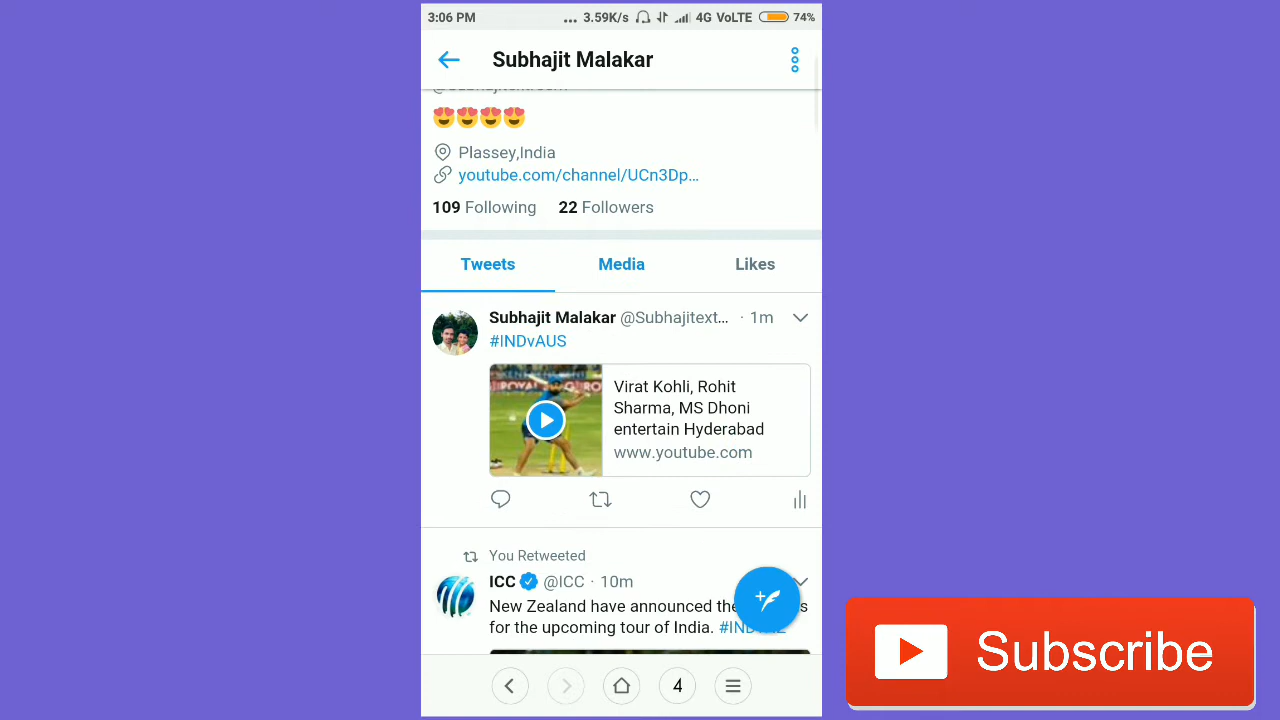 3:06 PM ... 3.59K/s 4G VoLTE 74%
Subhajit Malakar
😍😍😍😍
Plassey,India
youtube.com/channel/UCn3Dp...
109 Following 22 Followers
Tweets Media Likes
Subhajit Malakar @Subhajitext... · 1m
#INDvAUS
Virat Kohli, Rohit
Sharma, MS Dhoni
entertain Hyderabad
www.youtube.com
You Retweeted
ICC @ICC · 10m
New Zealand have announced
for the upcoming tour of India.
4
Subscribe